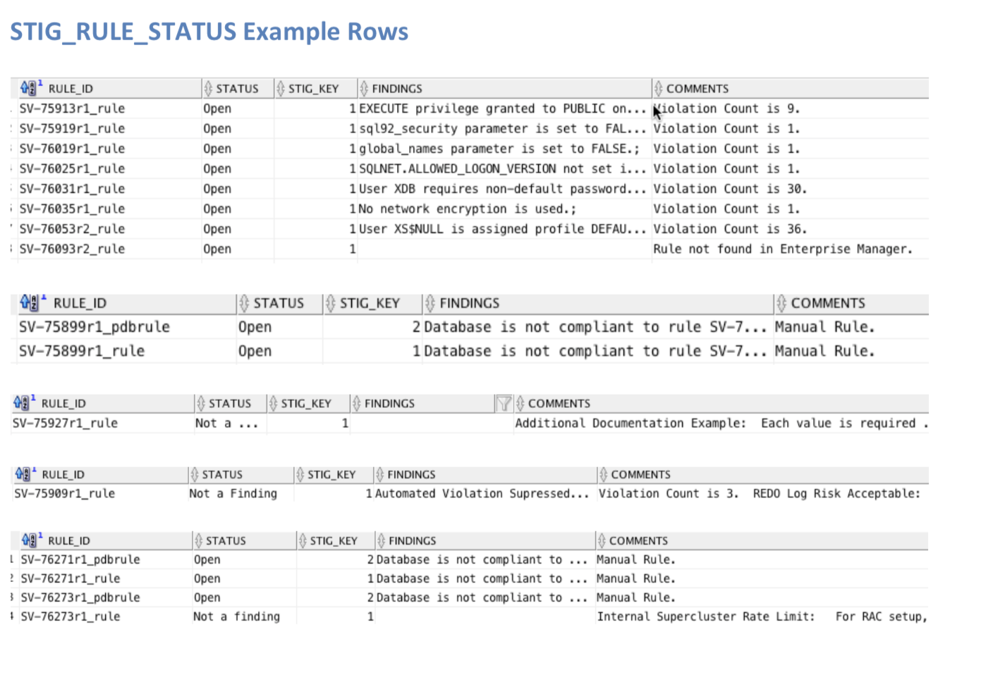 STIG_RULE_STATUS Example Rows
1 RULE_ID STATUS STIG_KEY FINDINGS COMMENTS
SV-75913r1_rule Open 1 EXECUTE privilege granted to PUBLIC on... Violation Count is 9.
SV-75919r1_rule Open 1 sql92_security parameter is set to FAL... Violation Count is 1.
SV-76019r1_rule Open 1 global_names parameter is set to FALSE.; Violation Count is 1.
SV-76025r1_rule Open 1 SQLNET.ALLOWED_LOGON_VERSION not set i... Violation Count is 1.
SV-76031r1_rule Open 1 User XDB requires non-default password... Violation Count is 30.
SV-76035r1_rule Open 1 No network encryption is used.; Violation Count is 1.
SV-76053r2_rule Open 1 User XS$NULL is assigned profile DEFAU... Violation Count is 36.
SV-76093r2_rule Open 1 Rule not found in Enterprise Manager.
1 RULE_ID STATUS STIG_KEY FINDINGS COMMENTS
SV-75899r1_pdbrule Open 2 Database is not compliant to rule SV-7... Manual Rule.
SV-75899r1_rule Open 1 Database is not compliant to rule SV-7... Manual Rule.
1 RULE_ID STATUS STIG_KEY FINDINGS COMMENTS
SV-75927r1_rule Not a ... 1 Additional Documentation Example: Each value is required .
1 RULE_ID STATUS STIG_KEY FINDINGS COMMENTS
SV-75909r1_rule Not a Finding 1 Automated Violation Supressed... Violation Count is 3. REDO Log Risk Acceptable:
1 RULE_ID STATUS STIG_KEY FINDINGS COMMENTS
1 SV-76271r1_pdbrule Open 2 Database is not compliant to ... Manual Rule.
2 SV-76271r1_rule Open 1 Database is not compliant to ... Manual Rule.
3 SV-76273r1_pdbrule Open 2 Database is not compliant to ... Manual Rule.
4 SV-76273r1_rule Not a finding 1 Internal Supercluster Rate Limit: For RAC setup,